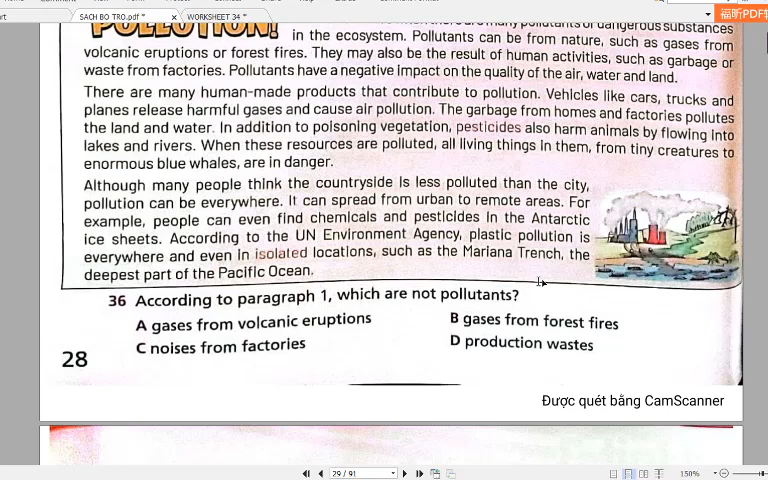 SACH BO TRO.pdf * × WORKSHEET 34 *
POLLUTION!
in the ecosystem. Pollutants can be from nature, such as gases from
volcanic eruptions or forest fires. They may also be the result of human activities, such as garbage or
waste from factories. Pollutants have a negative impact on the quality of the air, water and land.
There are many human-made products that contribute to pollution. Vehicles like cars, trucks and
planes release harmful gases and cause air pollution. The garbage from homes and factories pollutes
the land and water. In addition to poisoning vegetation, pesticides also harm animals by flowing into
lakes and rivers. When these resources are polluted, all living things in them, from tiny creatures to
enormous blue whales, are in danger.
Although many people think the countryside is less polluted than the city,
pollution can be everywhere. It can spread from urban to remote areas. For
example, people can even find chemicals and pesticides in the Antarctic
ice sheets. According to the UN Environment Agency, plastic pollution is
everywhere and even in isolated locations, such as the Mariana Trench, the
deepest part of the Pacific Ocean.
36 According to paragraph 1, which are not pollutants?
A gases from volcanic eruptions B gases from forest fires
C noises from factories D production wastes
28
Được quét bằng CamScanner
29 / 91
150%